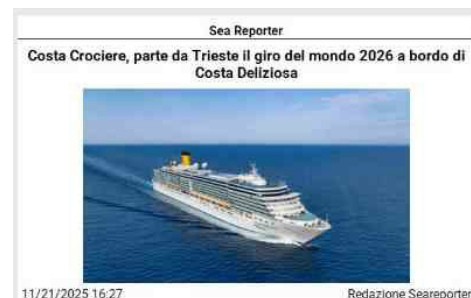 Sea Reporter
Costa Crociere, parte da Trieste il giro del mondo 2026 a bordo di
Costa Deliziosa
11/21/2025 16:27
Redazione Seareporter